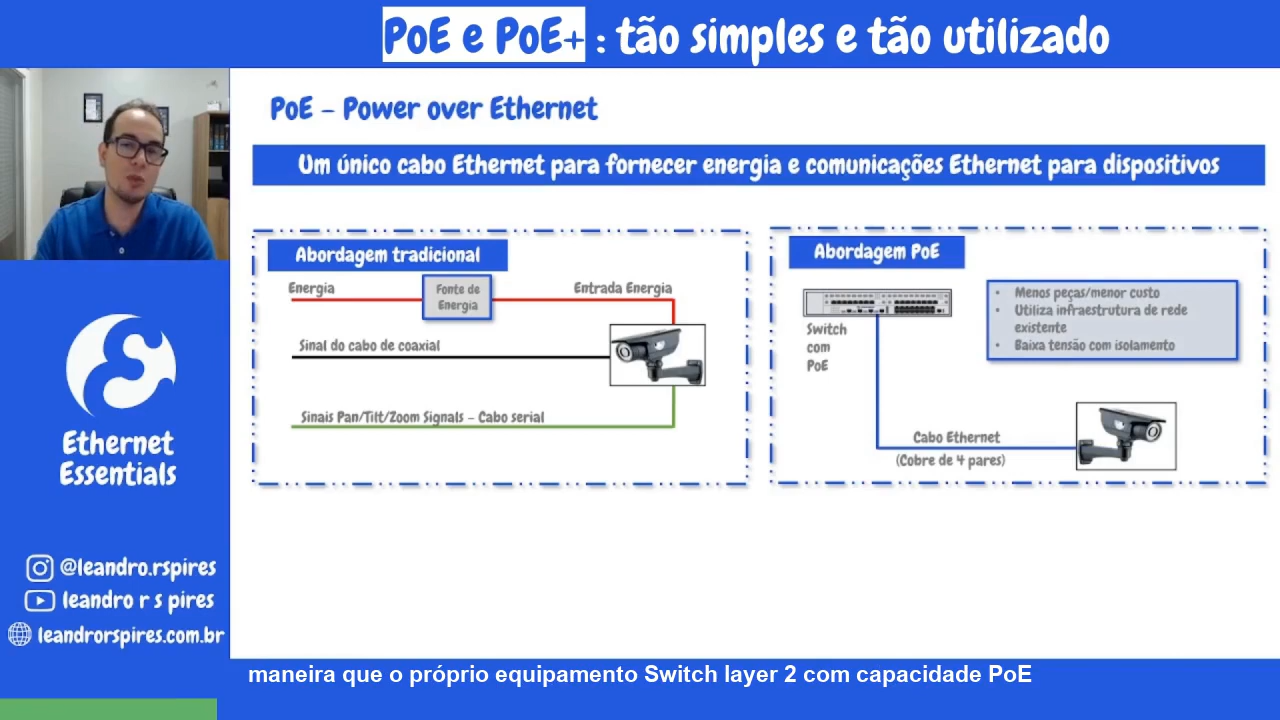 PoE e PoE+ : tão simples e tão utilizado
PoE – Power over Ethernet
Um único cabo Ethernet para fornecer energia e comunicações Ethernet para dispositivos
Abordagem tradicional
Energia
Fonte de
Energia
Entrada Energia
Sinal do cabo de coaxial
Sinais Pan/Tilt/Zoom Signals – Cabo serial
Abordagem PoE
Switch
com
PoE
• Menos peças/menor custo
• Utiliza infraestrutura de rede
existente
• Baixa tensão com isolamento
Cabo Ethernet
(Cobre de 4 pares)
Ethernet
Essentials
@leandro.rspires
leandro r s pires
leandrorspires.com.br
maneira que o próprio equipamento Switch layer 2 com capacidade PoE